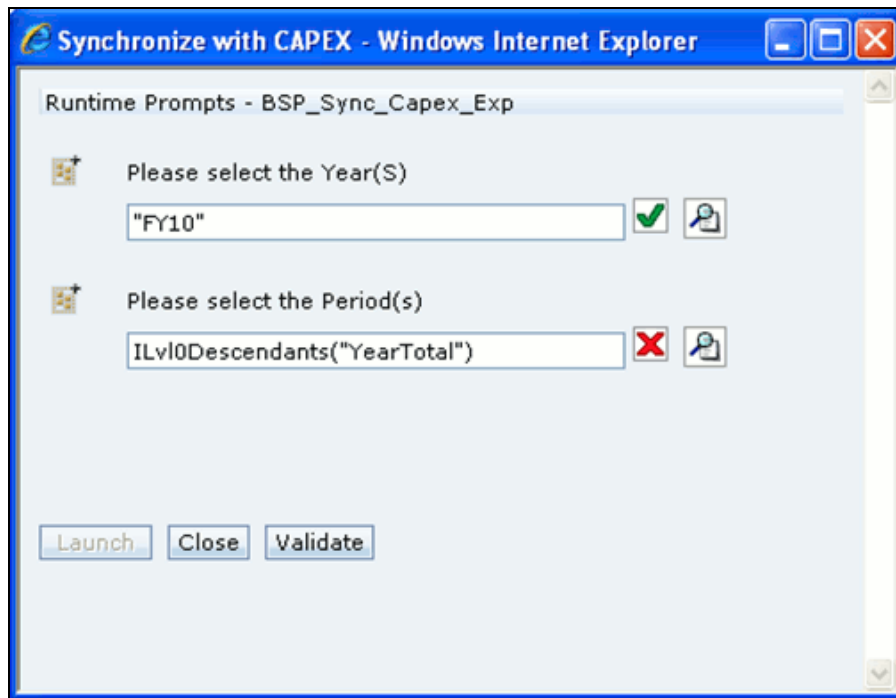 Synchronize with CAPEX - Windows Internet Explorer
Runtime Prompts - BSP_Sync_Capex_Exp
Please select the Year(S)
"FY10"
Please select the Period(s)
ILvl0Descendants("YearTotal")
Launch Close Validate